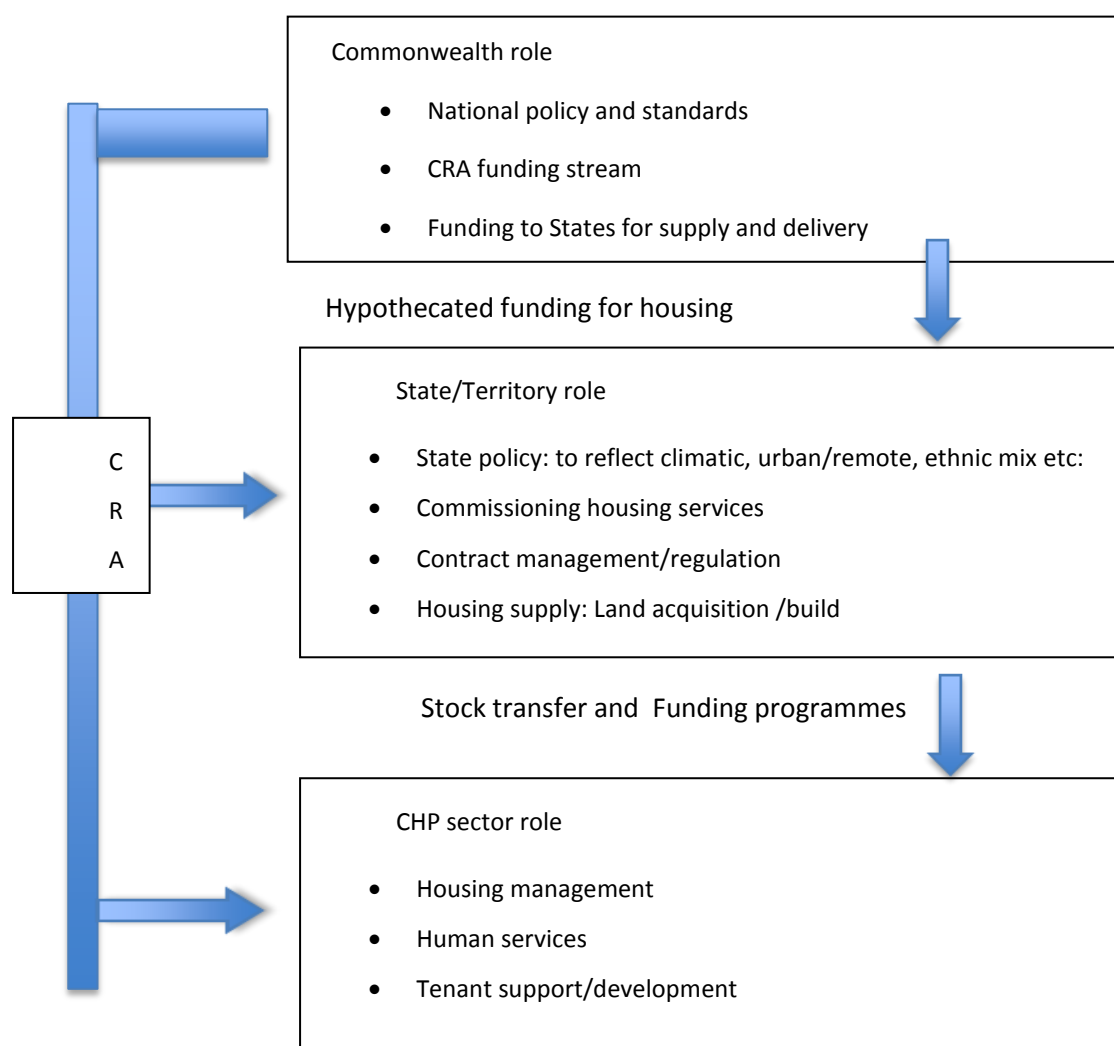 Commonwealth role
• National policy and standards
• CRA funding stream
• Funding to States for supply and delivery
Hypothecated funding for housing
State/Territory role
• State policy: to reflect climatic, urban/remote, ethnic mix etc:
• Commissioning housing services
• Contract management/regulation
• Housing supply: Land acquisition /build
C
R
A
Stock transfer and  Funding programmes
CHP sector role
• Housing management
• Human services
• Tenant support/development